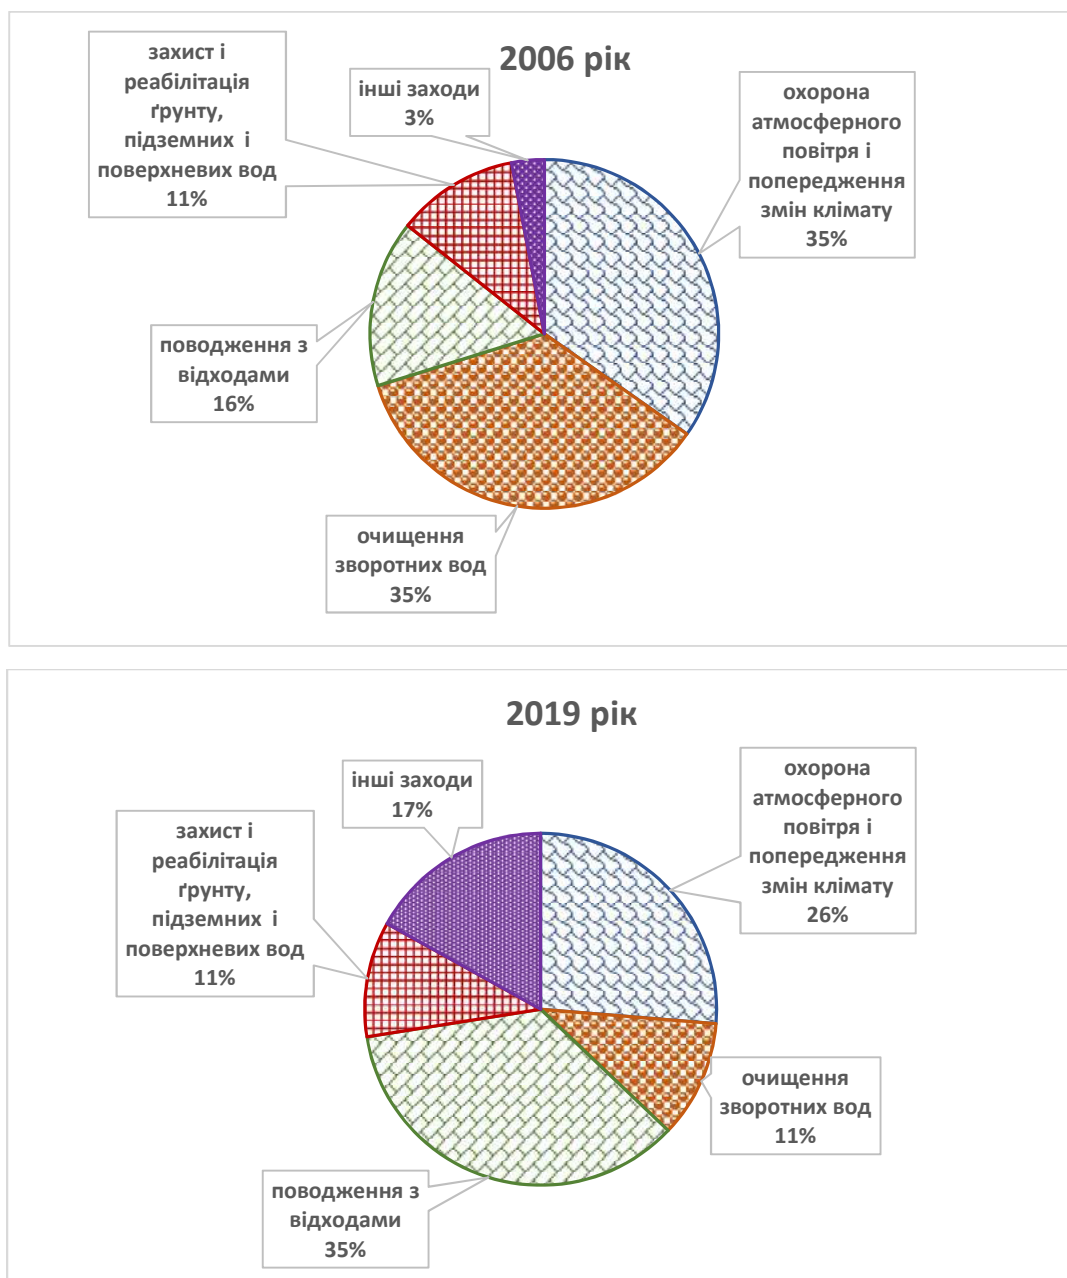 2006 рік
захист і
реабілітація
ґрунту,
підземних і
поверхневих вод
11%
інші заходи
3%
охорона
атмосферного
повітря і
попередження
змін клімату
35%
поводження з
відходами
16%
очищення
зворотних вод
35%
2019 рік
інші заходи
17%
охорона
атмосферного
повітря і
попередження
змін клімату
26%
захист і
реабілітація
ґрунту,
підземних і
поверхневих вод
11%
очищення
зворотних вод
11%
поводження з
відходами
35%